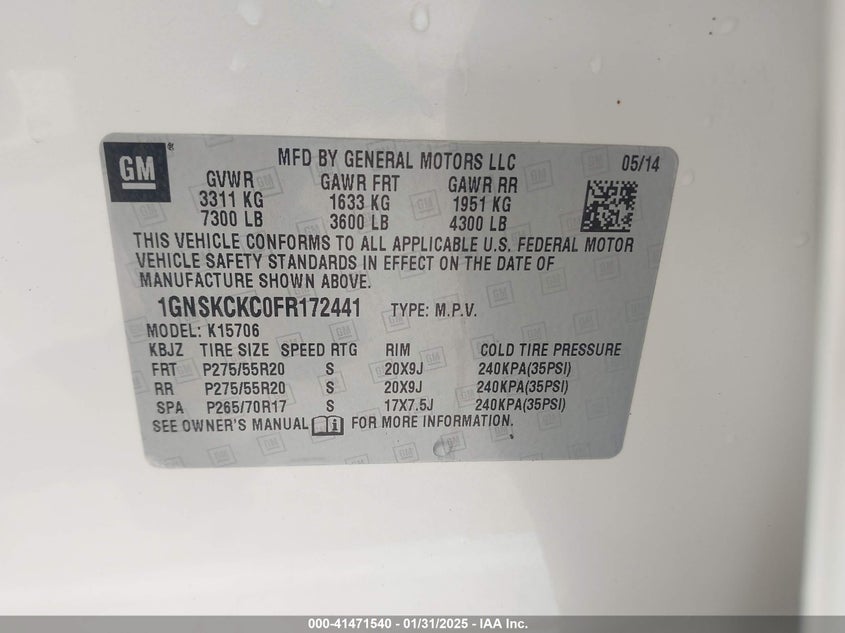 GM
MFD BY GENERAL MOTORS LLC 05/14
GVWR GAWR FRT GAWR RR
3311 KG 1633 KG 1951 KG
7300 LB 3600 LB 4300 LB
THIS VEHICLE CONFORMS TO ALL APPLICABLE U.S. FEDERAL MOTOR
VEHICLE SAFETY STANDARDS IN EFFECT ON THE DATE OF
MANUFACTURE SHOWN ABOVE.
1GNSKCKC0FR172441 TYPE: M.P.V.
MODEL: K15706
KBJZ TIRE SIZE SPEED RTG RIM COLD TIRE PRESSURE
FRT P275/55R20 S 20X9J 240KPA(35PSI)
RR P275/55R20 S 20X9J 240KPA(35PSI)
SPA P265/70R17 S 17X7.5J 240KPA(35PSI)
SEE OWNER'S MANUAL FOR MORE INFORMATION.
000-41471540 / 01/31/2025 - IAA Inc.